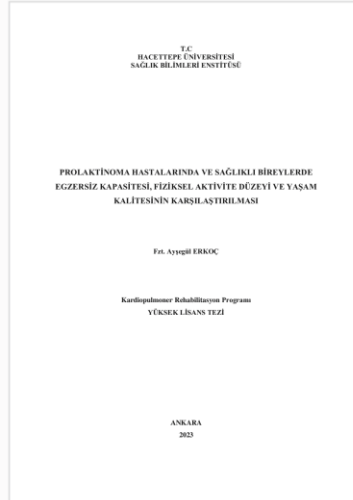 T.C
HACETTEPE ÜNİVERSİTESİ
SAĞLIK BİLİMLERİ ENSTİTÜSÜ
PROLAKTİNOMA HASTALARINDA VE SAĞLIKLI BİREYLERDE
EGZERSİZ KAPASİTESİ, FİZİKSEL AKTİVİTE DÜZEYİ VE YAŞAM
KALİTESİNİN KARŞILAŞTIRILMASI
Fzt. Ayşegül ERKOÇ
Kardiopulmoner Rehabilitasyon Programı
YÜKSEK LİSANS TEZİ
ANKARA
2023